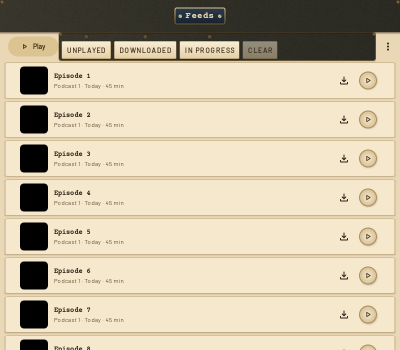 Feeds
Play
UNPLAYED DOWNLOADED IN PROGRESS CLEAR
Episode 1
Podcast 1 · Today · 45 min
Episode 2
Podcast 1 · Today · 45 min
Episode 3
Podcast 1 · Today · 45 min
Episode 4
Podcast 1 · Today · 45 min
Episode 5
Podcast 1 · Today · 45 min
Episode 6
Podcast 1 · Today · 45 min
Episode 7
Podcast 1 · Today · 45 min
Episode 8